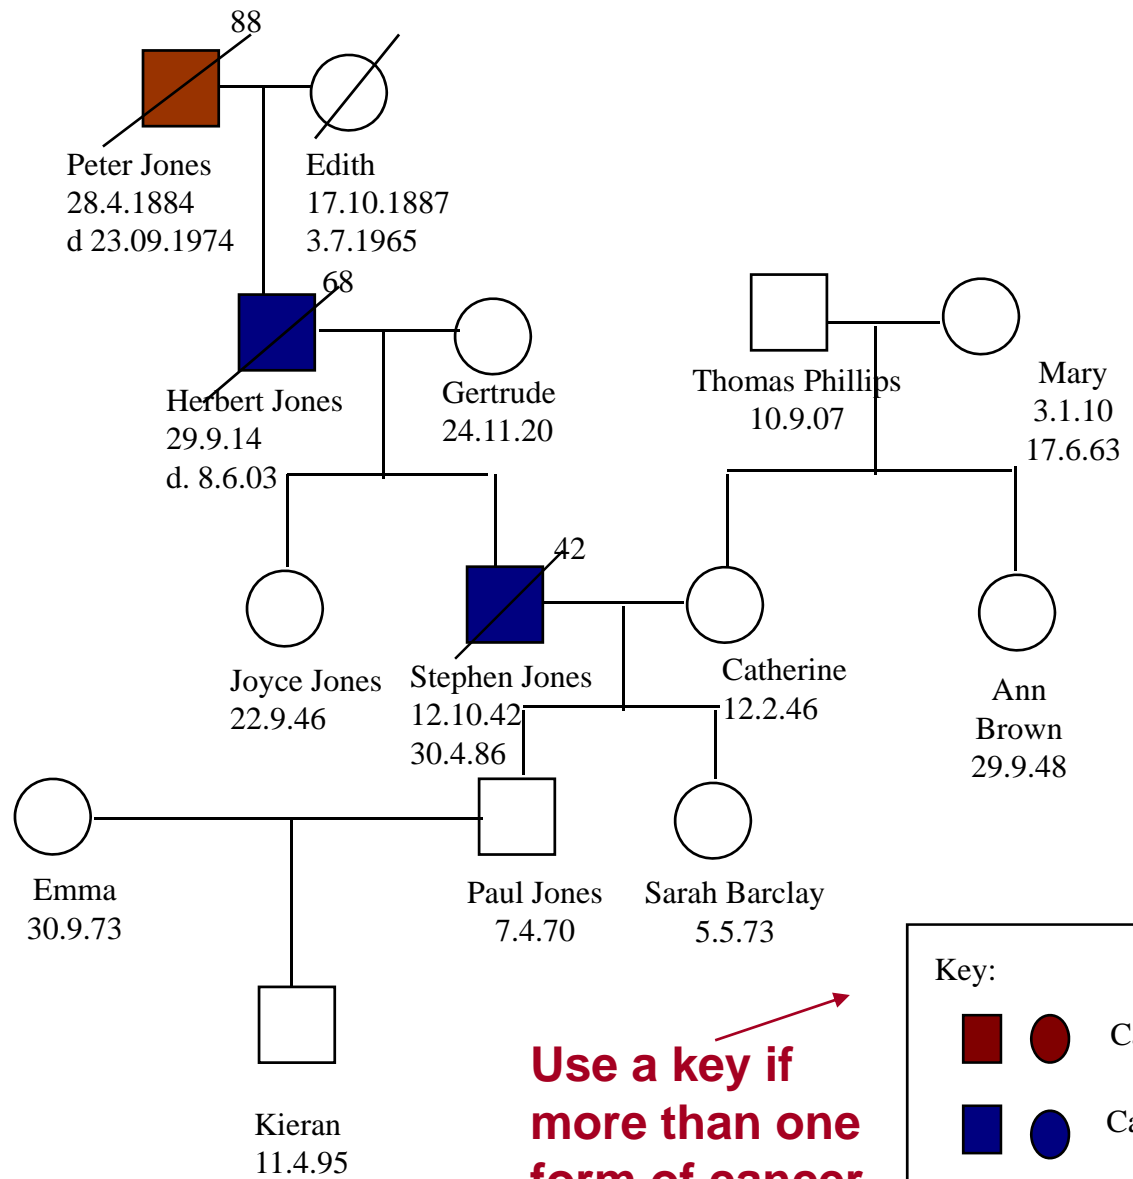 88
Peter Jones
28.4.1884
d 23.09.1974
Edith
17.10.1887
3.7.1965
68
Herbert Jones
29.9.14
d. 8.6.03
Gertrude
24.11.20
Thomas Phillips
10.9.07
Mary
3.1.10
17.6.63
42
Joyce Jones
22.9.46
Stephen Jones
12.10.42
30.4.86
Catherine
12.2.46
Ann
Brown
29.9.48
Emma
30.9.73
Paul Jones
7.4.70
Sarah Barclay
5.5.73
Kieran
11.4.95
Use a key if
more than one
form of cancer
Key: